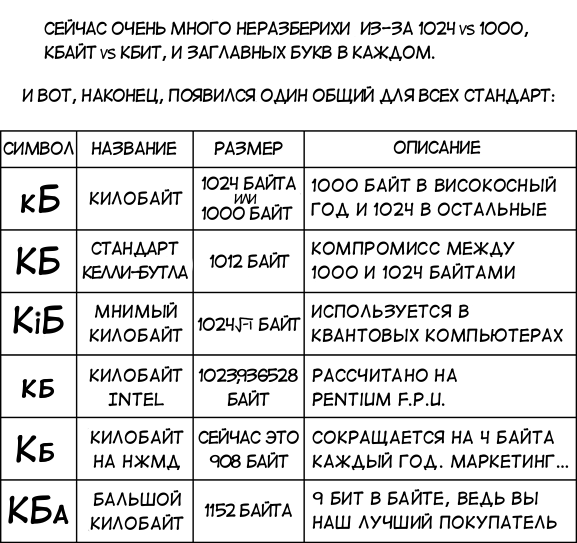 СЕЙЧАС ОЧЕНЬ МНОГО НЕРАЗБЕРИХИ ИЗ-ЗА 1024 vs 1000,
КБАЙТ vs КБИТ, И ЗАГЛАВНЫХ БУКВ В КАЖДОМ.
И ВОТ, НАКОНЕЦ, ПОЯВИЛСЯ ОДИН ОБЩИЙ ДЛЯ ВСЕХ СТАНДАРТ:
СИМВОЛ НАЗВАНИЕ РАЗМЕР ОПИСАНИЕ
кБ КИЛОБАЙТ 1024 БАЙТА ИЛИ 1000 БАЙТ 1000 БАЙТ В ВИСОКОСНЫЙ
ГОД И 1024 В ОСТАЛЬНЫЕ
КБ СТАНДАРТ КЕЛЛИ-БУТЛА 1012 БАЙТ КОМПРОМИСС МЕЖДУ
1000 И 1024 БАЙТАМИ
KiБ МНИМЫЙ КИЛОБАЙТ 1024√-1 БАЙТ ИСПОЛЬЗУЕТСЯ В
КВАНТОВЫХ КОМПЬЮТЕРАХ
кб КИЛОБАЙТ INTEL 1023,936528 БАЙТ РАССЧИТАНО НА
PENTIUM F.P.U.
Кб КИЛОБАЙТ НА НЖМД СЕЙЧАС ЭТО 908 БАЙТ СОКРАЩАЕТСЯ НА 4 БАЙТА
КАЖДЫЙ ГОД. МАРКЕТИНГ...
КБА БАЛЬШОЙ КИЛОБАЙТ 1152 БАЙТА 9 БИТ В БАЙТЕ, ВЕДЬ ВЫ
НАШ ЛУЧШИЙ ПОКУПАТЕЛЬ